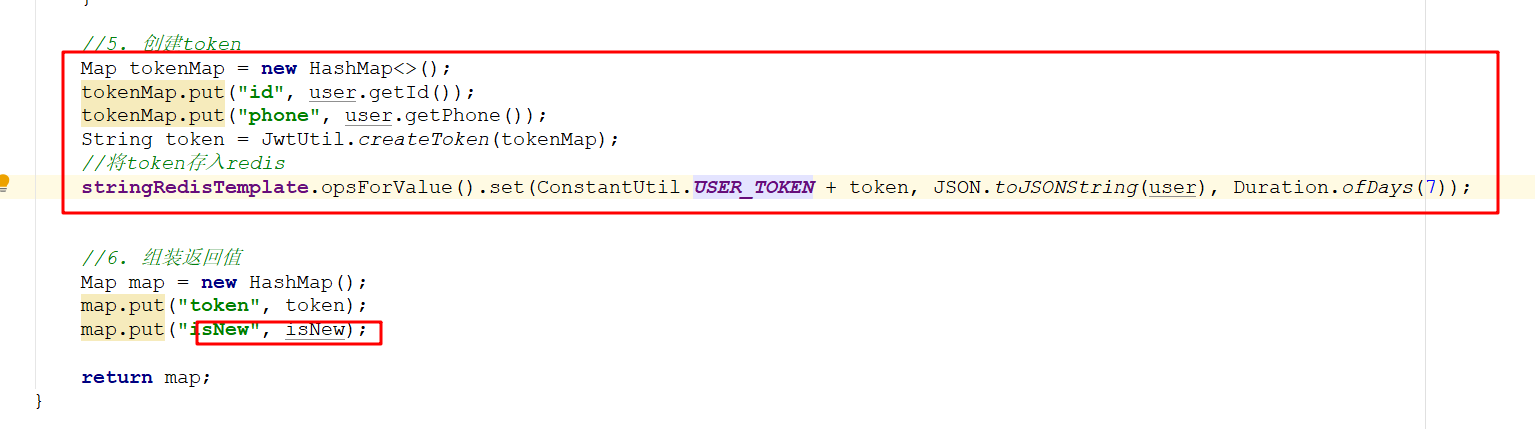 }
//5. 创建token
Map tokenMap = new HashMap<>();
tokenMap.put("id", user.getId());
tokenMap.put("phone", user.getPhone());
String token = JwtUtil.createToken(tokenMap);
//将token存入redis
stringRedisTemplate.opsForValue().set(ConstantUtil.USER_TOKEN + token, JSON.toJSONString(user), Duration.ofDays(7));
//6. 组装返回值
Map map = new HashMap();
map.put("token", token);
map.put("isNew", isNew);
return map;
}